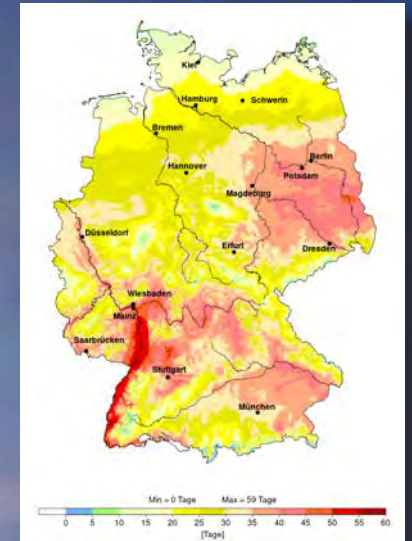 Kiel
Hamburg
Schwerin
Bremen
Berlin
Hannover
Potsdam
Magdeburg
Düsseldorf
Erfurt
Dresden
Wiesbaden
Mainz
Saarbrücken
Stuttgart
München
Min = 0 Tage Max = 59 Tage
0 5 10 15 20 25 30 35 40 45 50 55 60
[Tage]